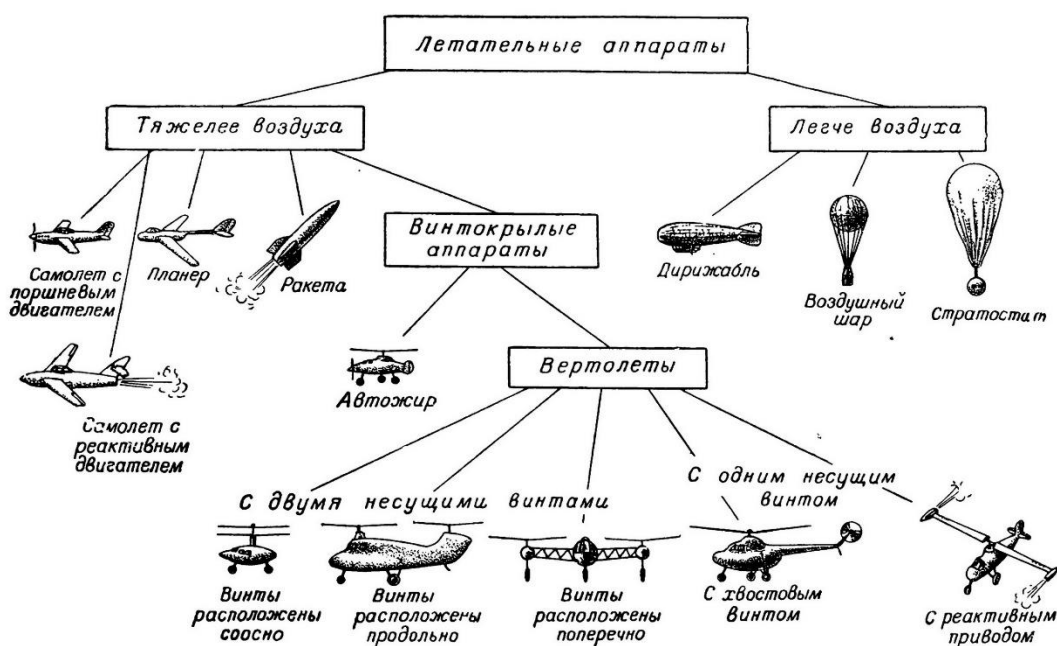 Летательные аппараты
Тяжелее воздуха
Легче воздуха
Самолет с
поршневым
двигателем
Планер
Ракета
Винтокрылые
аппараты
Дирижабль
Воздушный
шар
Стратостат
Самолет с
реактивным
двигателем
Автожир
Вертолеты
С двумя несущими винтами
С одним несущим
винтом
Винты
расположены
соосно
Винты
расположены
продольно
Винты
расположены
поперечно
С хвостовым
винтом
С реактивным
приводом